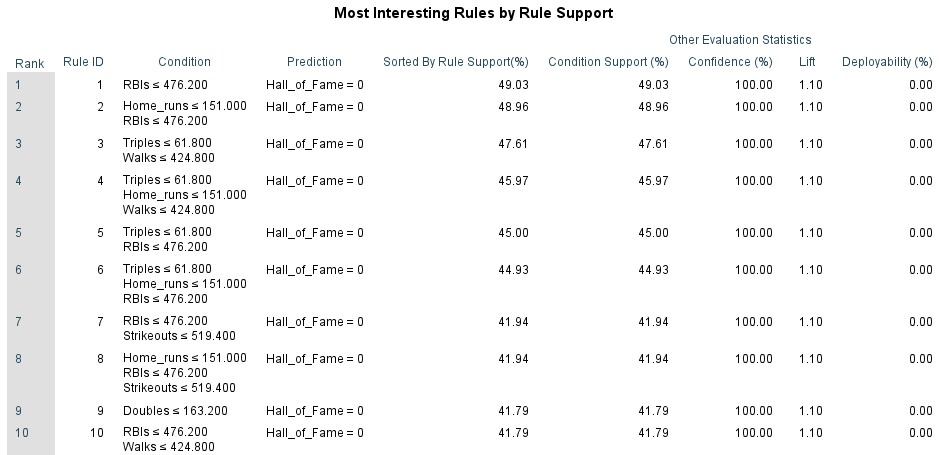 Most Interesting Rules by Rule Support
Other Evaluation Statistics
Rank Rule ID Condition Prediction Sorted By Rule Support(%) Condition Support (%) Confidence (%) Lift Deployability (%)
1 1 RBIs ≤ 476.200 Hall_of_Fame = 0 49.03 49.03 100.00 1.10 0.00
2 2 Home_runs ≤ 151.000 Hall_of_Fame = 0 48.96 48.96 100.00 1.10 0.00
RBIs ≤ 476.200
3 3 Triples ≤ 61.800 Hall_of_Fame = 0 47.61 47.61 100.00 1.10 0.00
Walks ≤ 424.800
4 4 Triples ≤ 61.800 Hall_of_Fame = 0 45.97 45.97 100.00 1.10 0.00
Home_runs ≤ 151.000
Walks ≤ 424.800
5 5 Triples ≤ 61.800 Hall_of_Fame = 0 45.00 45.00 100.00 1.10 0.00
RBIs ≤ 476.200
6 6 Triples ≤ 61.800 Hall_of_Fame = 0 44.93 44.93 100.00 1.10 0.00
Home_runs ≤ 151.000
RBIs ≤ 476.200
7 7 RBIs ≤ 476.200 Hall_of_Fame = 0 41.94 41.94 100.00 1.10 0.00
Strikeouts ≤ 519.400
8 8 Home_runs ≤ 151.000 Hall_of_Fame = 0 41.94 41.94 100.00 1.10 0.00
RBIs ≤ 476.200
Strikeouts ≤ 519.400
9 9 Doubles ≤ 163.200 Hall_of_Fame = 0 41.79 41.79 100.00 1.10 0.00
10 10 RBIs ≤ 476.200 Hall_of_Fame = 0 41.79 41.79 100.00 1.10 0.00
Walks ≤ 424.800